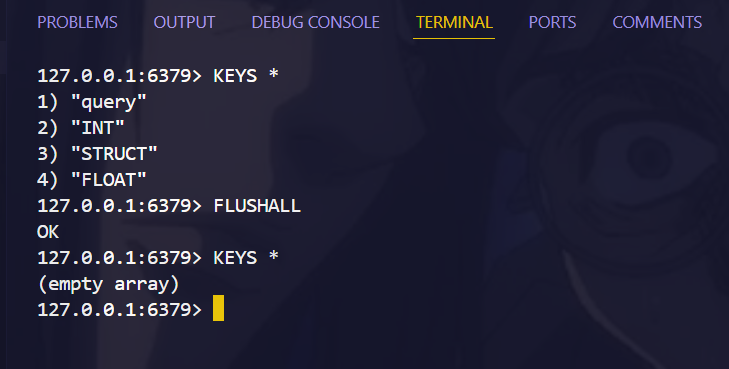 PROBLEMS OUTPUT DEBUG CONSOLE TERMINAL PORTS COMMENTS
127.0.0.1:6379> KEYS *
1) "query"
2) "INT"
3) "STRUCT"
4) "FLOAT"
127.0.0.1:6379> FLUSHALL
OK
127.0.0.1:6379> KEYS *
(empty array)
127.0.0.1:6379>